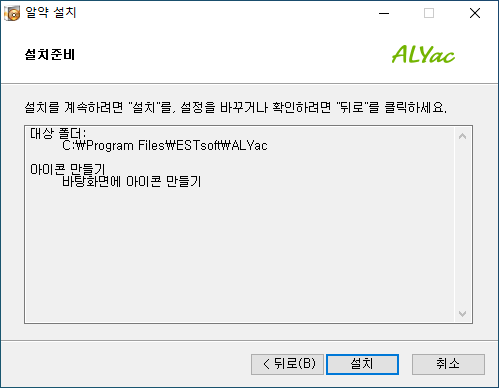 알약 설치
설치준비
ALYac
설치를 계속하려면 "설치"를, 설정을 바꾸거나 확인하려면 "뒤로"를 클릭하세요.
대상 폴더:
C:₩Program Files₩ESTsoft₩ALYac
아이콘 만들기
바탕화면에 아이콘 만들기
< 뒤로(B)
설치
취소